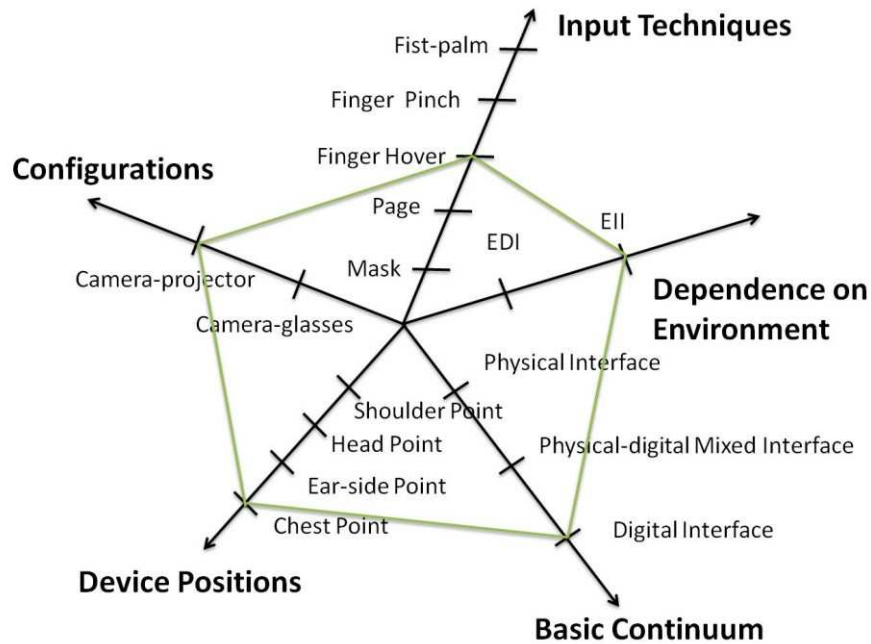 Input Techniques
Fist-palm
Finger Pinch
Finger Hover
Page
Mask
Configurations
Camera-projector
Camera-glasses
EDI
EII
Dependence on
Environment
Physical Interface
Physical-digital Mixed Interface
Digital Interface
Basic Continuum
Shoulder Point
Head Point
Ear-side Point
Chest Point
Device Positions